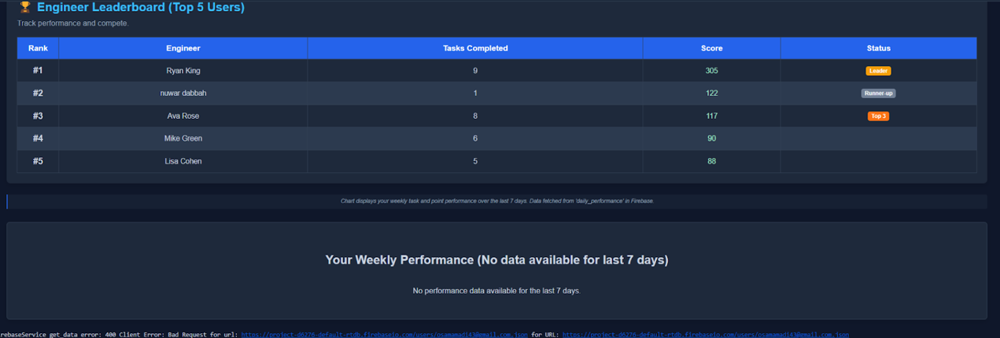 🏆 Engineer Leaderboard (Top 5 Users)
Track performance and compete.
Rank Engineer Tasks Completed Score Status
#1 Ryan King 9 305 Leader
#2 nuwar dabbah 1 122 Runner-up
#3 Ava Rose 8 117 Top 3
#4 Mike Green 6 90
#5 Lisa Cohen 5 88
Chart displays your weekly task and point performance over the last 7 days. Data fetched from 'daily_performance' in Firebase.
Your Weekly Performance (No data available for last 7 days)
No performance data available for the last 7 days.
rebaseService get_data error: 400 Client Error: Bad Request for url: https://project-d6276-default-rtdb.firebaseio.com/users/osamamadi43@email.com.json for URL: https://project-d6276-default-rtdb.firebaseio.com/users/osamamadi43@email.com.json